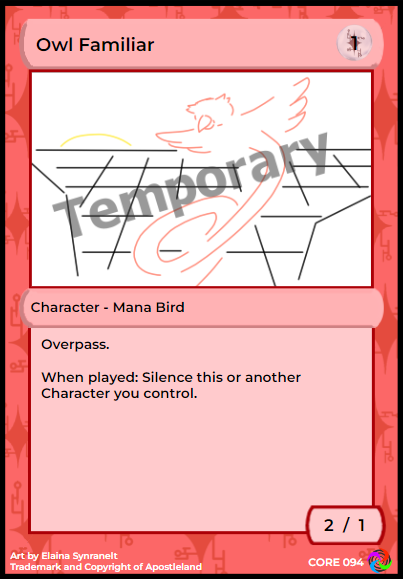 Owl Familiar
1
Temporary
Character - Mana Bird
Overpass.
When played: Silence this or another
Character you control.
2 / 1
Art by Elaina Synranelt
Trademark and Copyright of Apostleland
CORE 094